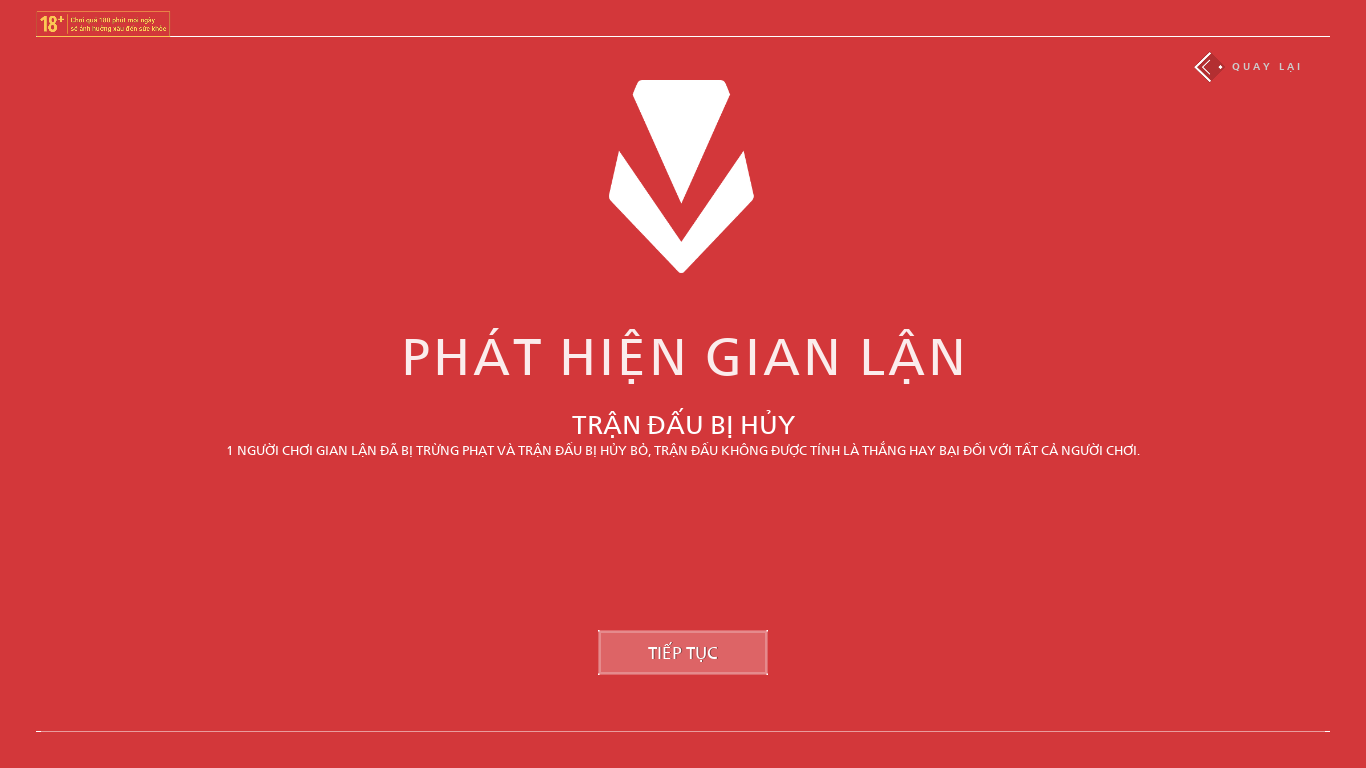 18+
Chơi quá 180 phút mỗi ngày
sẽ ảnh hưởng xấu đến sức khỏe
QUAY LẠI
PHÁT HIỆN GIAN LẬN
TRẬN ĐẤU BỊ HỦY
1 NGƯỜI CHƠI GIAN LẬN ĐÃ BỊ TRỪNG PHẠT VÀ TRẬN ĐẤU BỊ HỦY BỎ, TRẬN ĐẤU KHÔNG ĐƯỢC TÍNH LÀ THẮNG HAY BẠI ĐỐI VỚI TẤT CẢ NGƯỜI CHƠI.
TIẾP TỤC